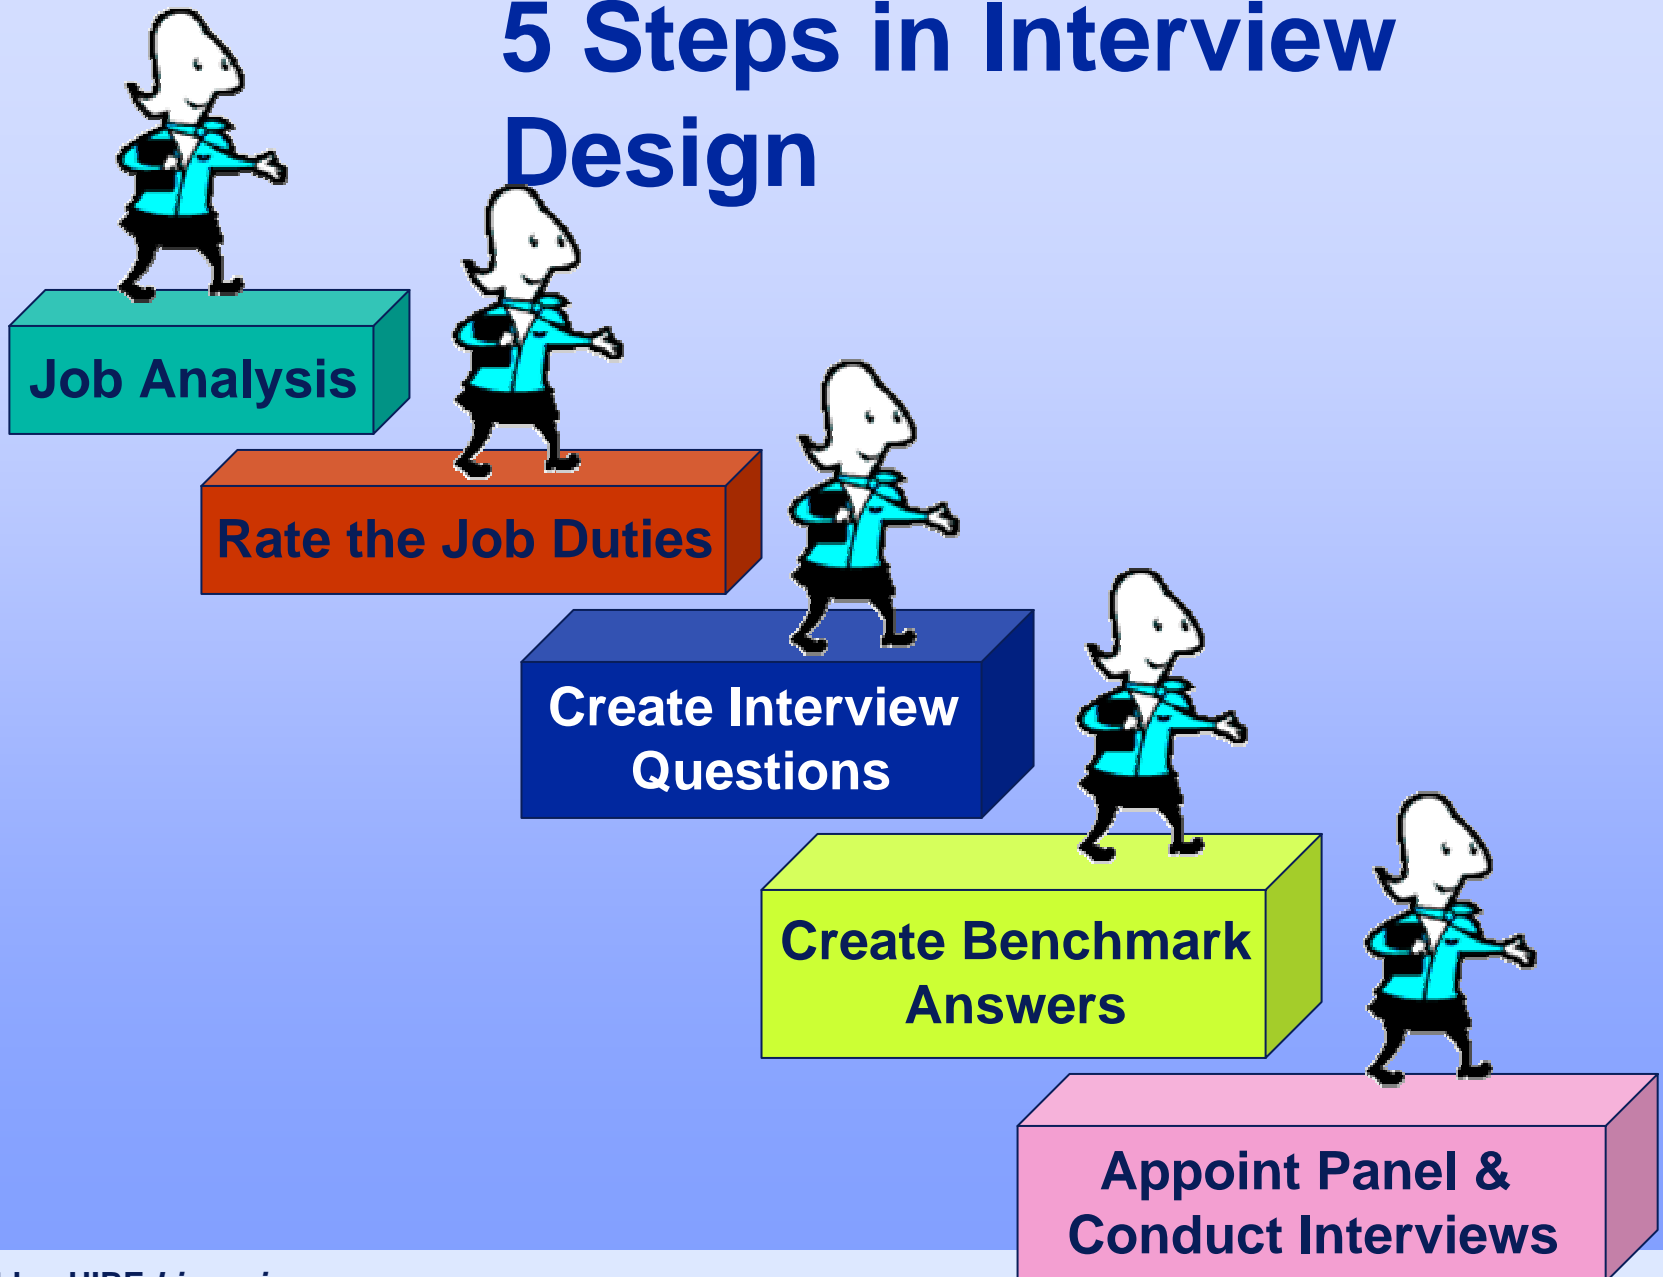 5 Steps in Interview
Design
Job Analysis
Rate the Job Duties
Create Interview
Questions
Create Benchmark
Answers
Appoint Panel &
Conduct Interviews